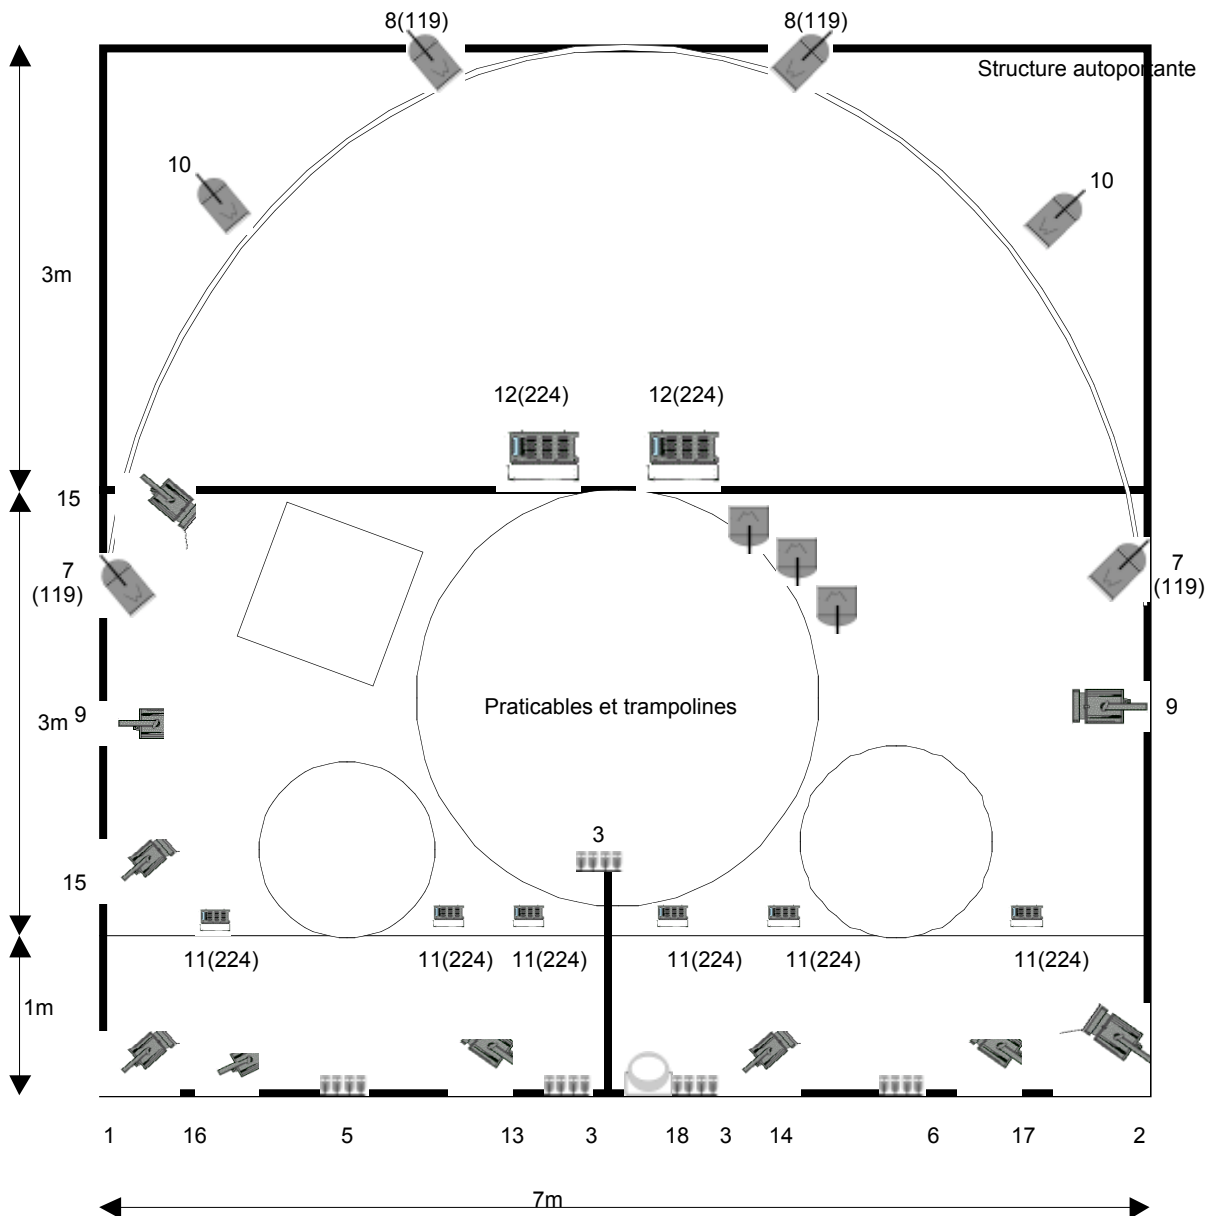 8(119) 8(119)
Structure autoportante
10 10
3m
12(224) 12(224)
15
7
(119)
7
(119)
Praticables et trampolines
3m 9 9
3
15
11(224) 11(224) 11(224) 11(224) 11(224) 11(224)
1m
1 16 5 13 3 18 3 14 6 17 2
7m